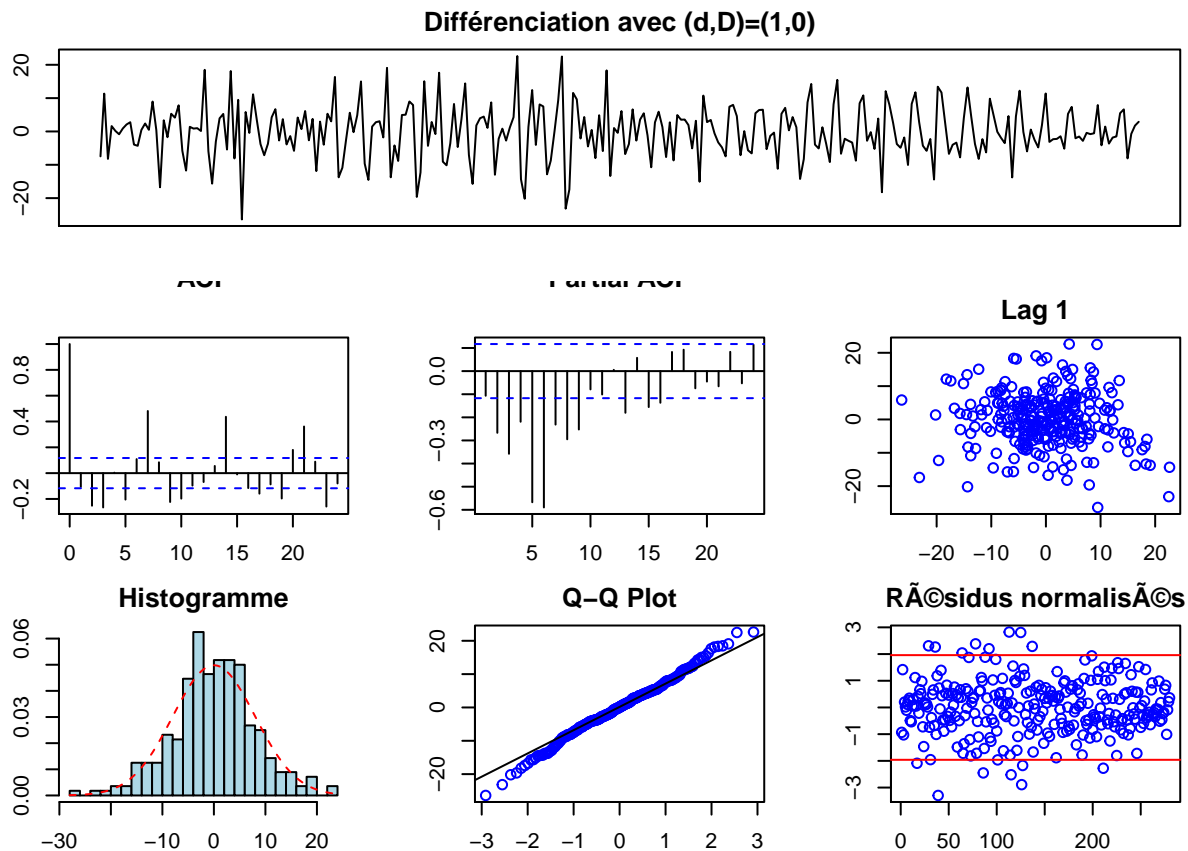 Différenciation avec (d,D)=(1,0)
20
0
−20
ACF
Partial ACF
Lag 1
0.8
0.4
−0.2
0 5 10 15 20
0.0
−0.3
−0.6
5 10 15 20
20
0
−20
−20 −10 0 10 20
Histogramme
Q−Q Plot
RÃ©sidus normalisÃ©s
0.06
0.03
0.00
−30 −10 0 10 20
20
0
−20
−3 −2 −1 0 1 2 3
3
1
−1
−3
0 50 100 200